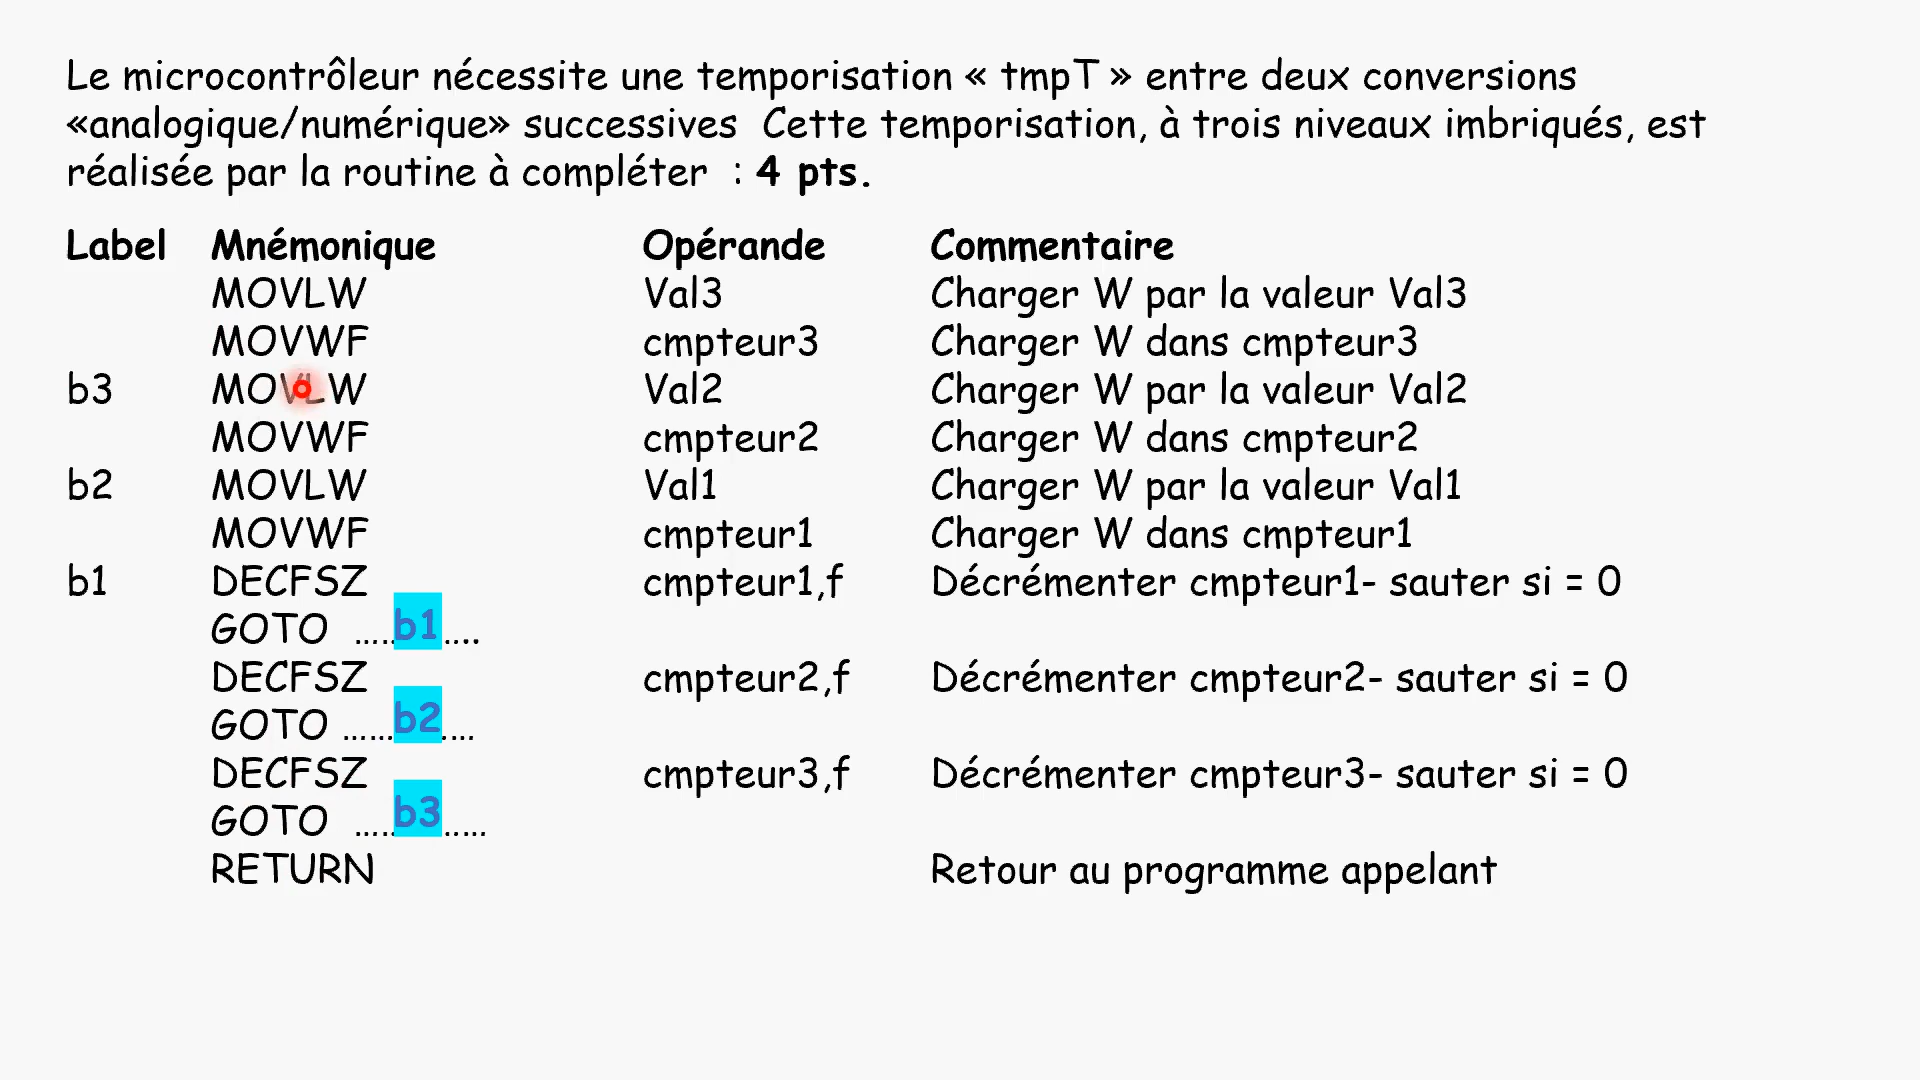 Le microcontrôleur nécessite une temporisation « tmpT » entre deux conversions
«analogique/numérique» successives  Cette temporisation, à trois niveaux imbriqués, est
réalisée par la routine à compléter  : 4 pts.
Label Mnémonique Opérande Commentaire
MOVLW Val3 Charger W par la valeur Val3
MOVWF cmpteur3 Charger W dans cmpteur3
b3 MOVLW Val2 Charger W par la valeur Val2
MOVWF cmpteur2 Charger W dans cmpteur2
b2 MOVLW Val1 Charger W par la valeur Val1
MOVWF cmpteur1 Charger W dans cmpteur1
b1 DECFSZ cmpteur1,f Décrémenter cmpteur1- sauter si = 0
GOTO .....b1....
DECFSZ cmpteur2,f Décrémenter cmpteur2- sauter si = 0
GOTO ......b2....
DECFSZ cmpteur3,f Décrémenter cmpteur3- sauter si = 0
GOTO .....b3.....
RETURN Retour au programme appelant